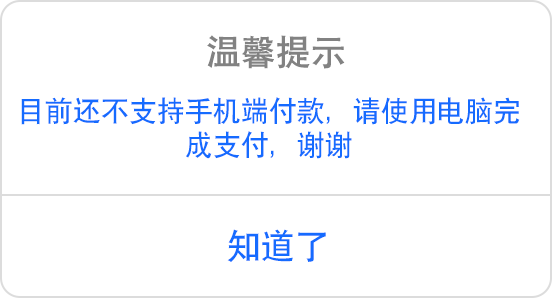 温馨提示
目前还不支持手机端付款，请使用电脑完
成支付，谢谢
知道了